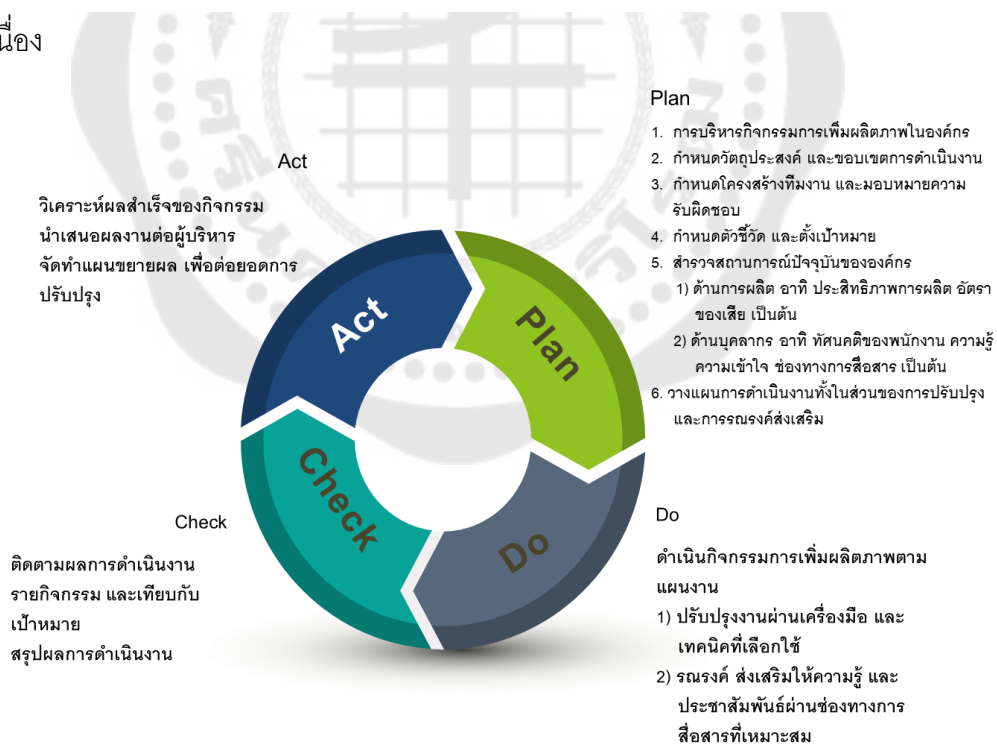 นื่อง
Plan
1. การบริหารกิจกรรมการเพิ่มผลิตภาพในองค์กร
2. กำหนดวัตถุประสงค์ และขอบเขตการดำเนินงาน
3. กำหนดโครงสร้างทีมงาน และมอบหมายความ
รับผิดชอบ
4. กำหนดตัวชี้วัด และตั้งเป้าหมาย
5. สำรวจสถานการณ์ปัจจุบันขององค์กร
1) ด้านการผลิต อาทิ ประสิทธิภาพการผลิต อัตรา
ของเสีย เป็นต้น
2) ด้านบุคลากร อาทิ ทัศนคติของพนักงาน ความรู้
ความเข้าใจ ช่องทางการสื่อสาร เป็นต้น
6. วางแผนการดำเนินงานทั้งในส่วนของการปรับปรุง
และการรณรงค์ส่งเสริม
Act
วิเคราะห์ผลสำเร็จของกิจกรรม
นำเสนอผลงานต่อผู้บริหาร
จัดทำแผนขยายผล เพื่อต่อยอดการ
ปรับปรุง
Act
Plan
Check
Do
Check
ติดตามผลการดำเนินงาน
รายกิจกรรม และเทียบกับ
เป้าหมาย
สรุปผลการดำเนินงาน
Do
ดำเนินกิจกรรมการเพิ่มผลิตภาพตาม
แผนงาน
1) ปรับปรุงงานผ่านเครื่องมือ และ
เทคนิคที่เลือกใช้
2) รณรงค์ ส่งเสริมให้ความรู้ และ
ประชาสัมพันธ์ผ่านช่องทางการ
สื่อสารที่เหมาะสม